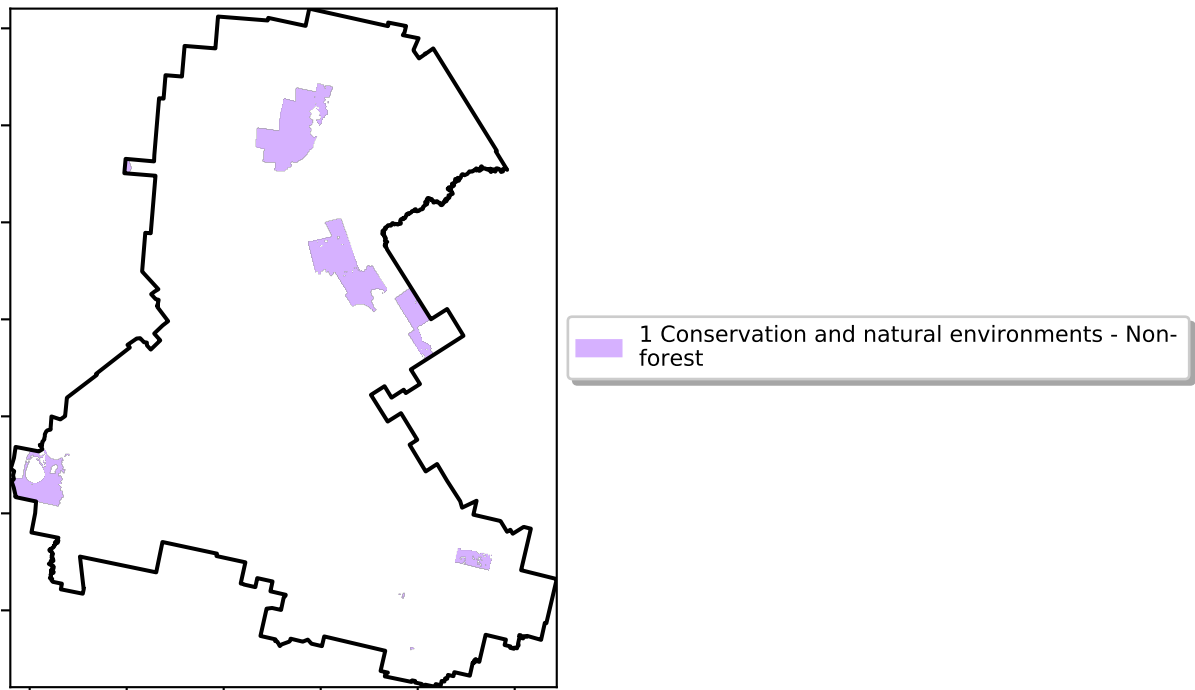 1 Conservation and natural environments - Non-
forest